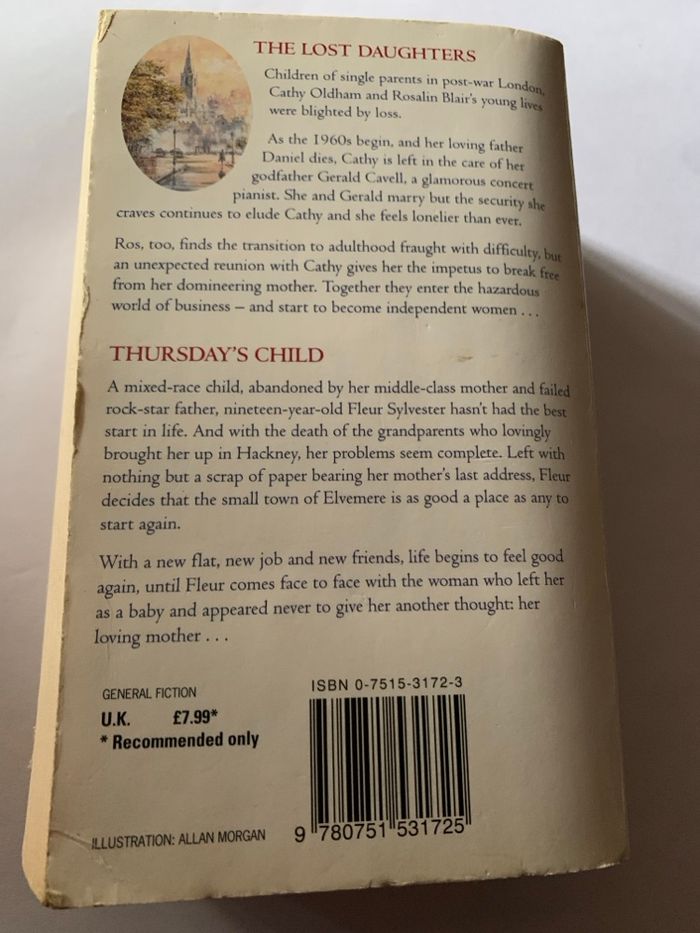 THE LOST DAUGHTERS
Children of single parents in post-war London,
Cathy Oldham and Rosalin Blair's young lives
were blighted by loss.
As the 1960s begin, and her loving father
Daniel dies, Cathy is left in the care of her
godfather Gerald Cavell, a glamorous concert
pianist. She and Gerald marry but the security she
craves continues to elude Cathy and she feels lonelier than ever.
Ros, too, finds the transition to adulthood fraught with difficulty, but
an unexpected reunion with Cathy gives her the impetus to break free
from her domineering mother. Together they enter the hazardous
world of business – and start to become independent women . . .
THURSDAY'S CHILD
A mixed-race child, abandoned by her middle-class mother and failed
rock-star father, nineteen-year-old Fleur Sylvester hasn't had the best
start in life. And with the death of the grandparents who lovingly
brought her up in Hackney, her problems seem complete. Left with
nothing but a scrap of paper bearing her mother's last address, Fleur
decides that the small town of Elvemere is as good a place as any to
start again.
With a new flat, new job and new friends, life begins to feel good
again, until Fleur comes face to face with the woman who left her
as a baby and appeared never to give her another thought: her
loving mother . . .
GENERAL FICTION
U.K. £7.99*
* Recommended only
ISBN 0-7515-3172-3
9 780751 531725
ILLUSTRATION: ALLAN MORGAN